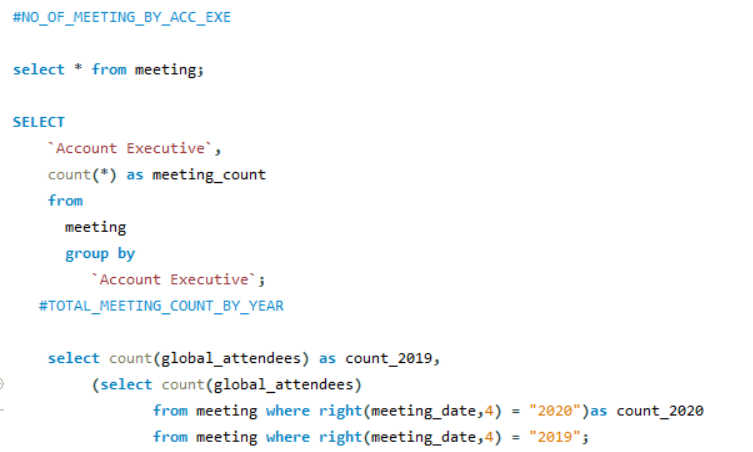 #NO_OF_MEETING_BY_ACC_EXE
select * from meeting;
SELECT
`Account Executive`,
count(*) as meeting_count
from
meeting
group by
`Account Executive`;
#TOTAL_MEETING_COUNT_BY_YEAR
select count(global_attendees) as count_2019,
(select count(global_attendees)
from meeting where right(meeting_date,4) = "2020")as count_2020
from meeting where right(meeting_date,4) = "2019";